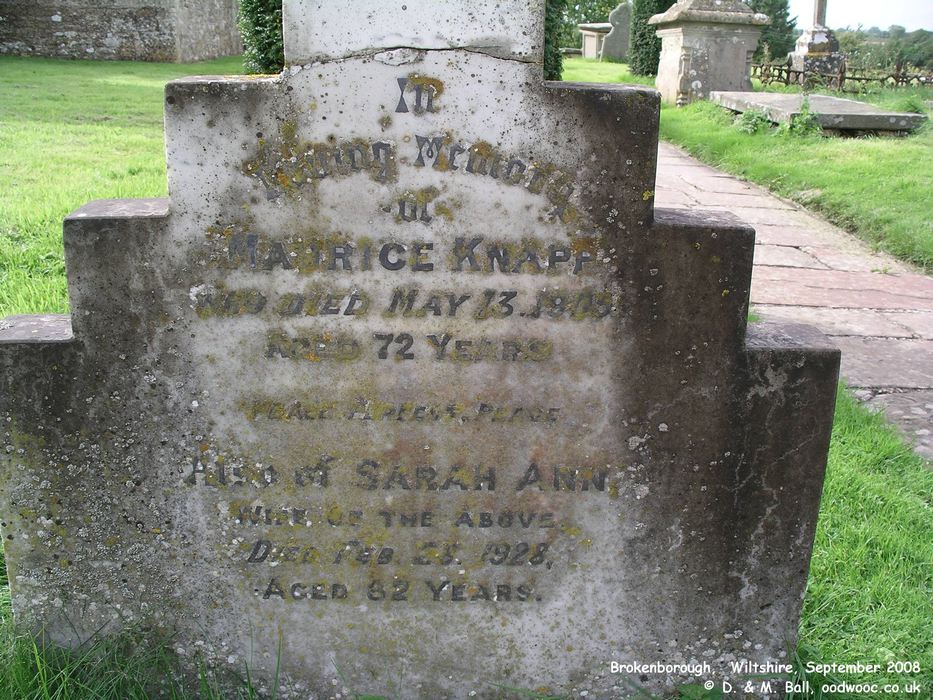 In
Loving Memory
of
MAURICE KNAPP
WHO DIED MAY 13. 1909
AGED 72 YEARS
PEACE, PERFECT PEACE
ALSO of SARAH ANN,
WIFE OF THE ABOVE
DIED FEB. 28. 1928,
AGED 82 YEARS.
Brokenborough, Wiltshire, September 2008
© D. & M. Ball, oodwooc.co.uk